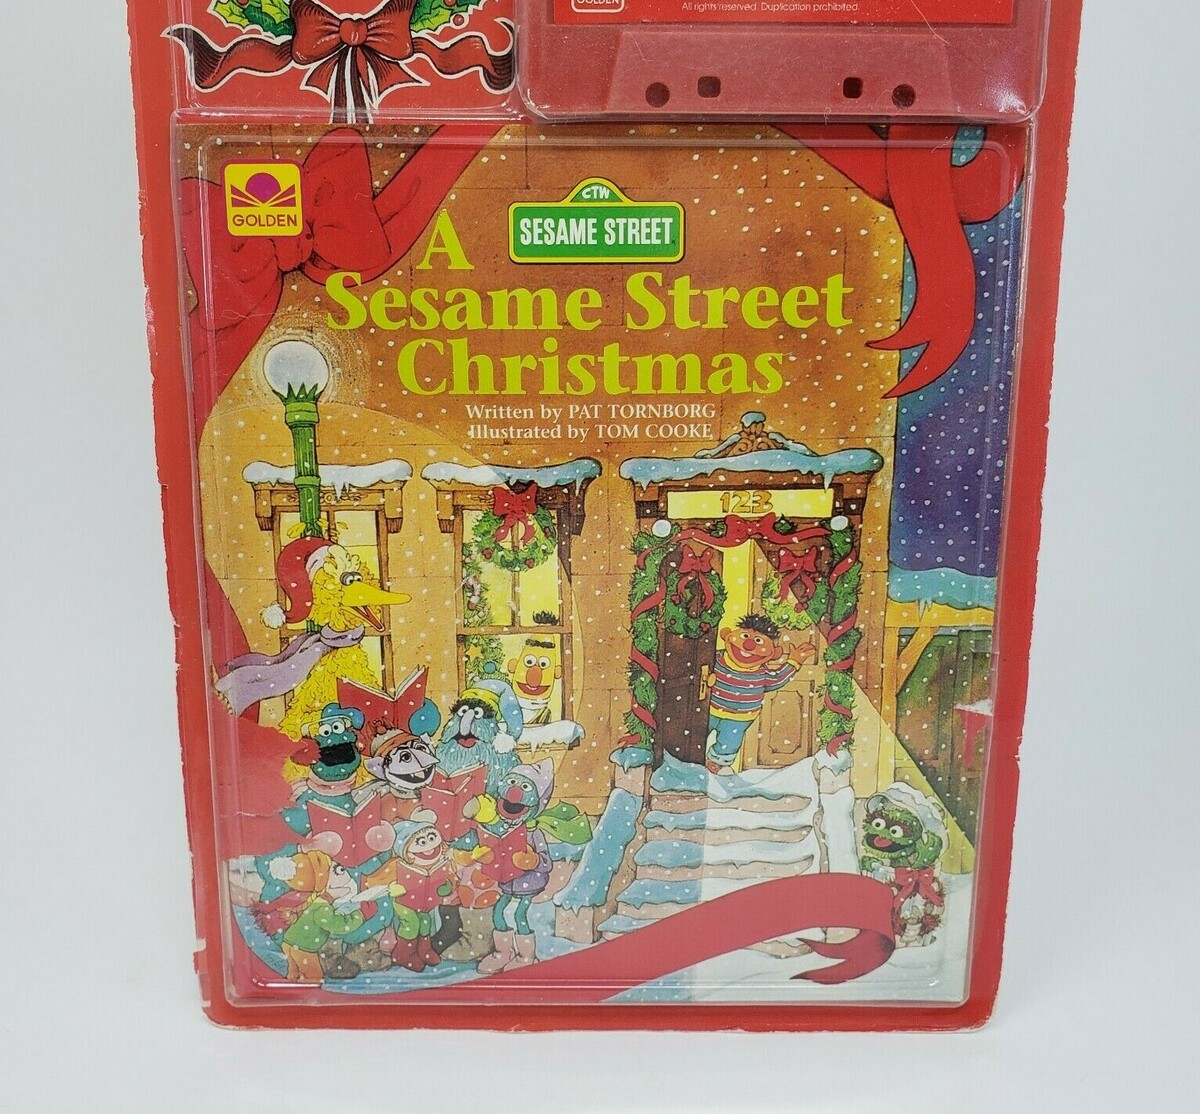 GOLDEN
All rights reserved. Duplication prohibited.
GOLDEN
CTW
SESAME STREET
A
Sesame Street
Christmas
Written by PAT TORNBORG
Illustrated by TOM COOKE
123